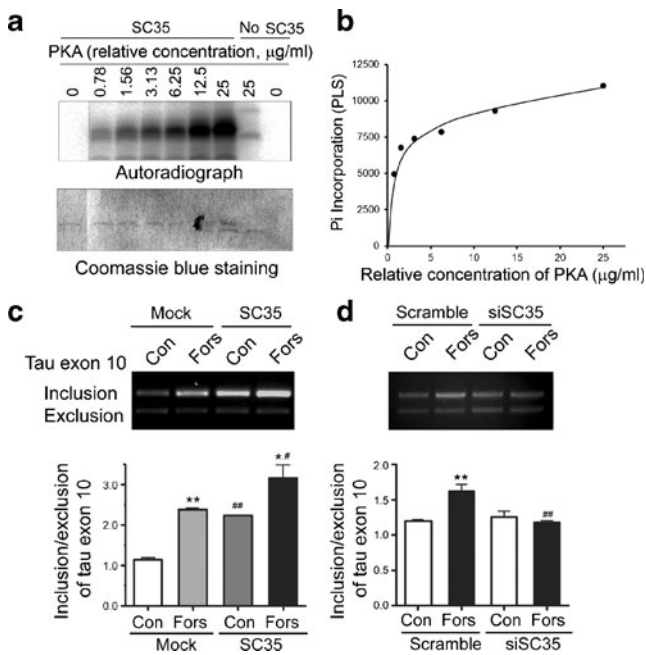 a
SC35
No SC35
PKA (relative concentration, μg/ml)
0
0.78
1.56
3.13
6.25
12.5
25
25
0
Autoradiograph
Coomassie blue staining
b
Pi Incorporation (PLS)
12500
10000
7500
5000
2500
0
0 5 10 15 20 25
Relative concentration of PKA (μg/ml)
c
Mock SC35
Con Fors Con Fors
Tau exon 10
Inclusion
Exclusion
Inclusion/exclusion
of tau exon 10
3.0
2.0
1.0
0.0
**
##
*,#
Con Fors Con Fors
Mock SC35
d
Scramble siSC35
Con Fors Con Fors
Inclusion/exclusion
of tau exon 10
2.0
1.5
1.0
0.5
0.0
**
##
Con Fors Con Fors
Scramble siSC35